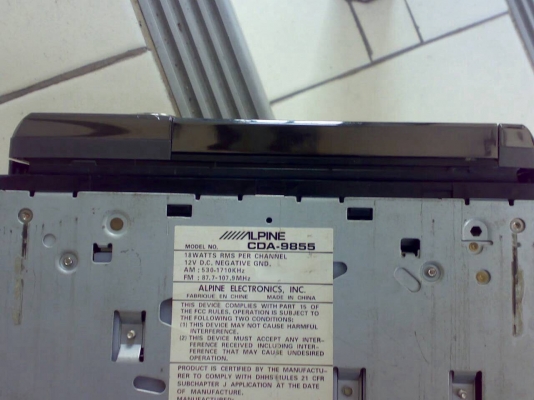 ALPINE
MODEL NO. CDA-9855
18WATTS RMS PER CHANNEL
12V D.C. NEGATIVE GND.
AM : 530-1710KHz
FM : 87.7-107.9MHz
ALPINE ELECTRONICS, INC.
FABRIQUÉ EN CHINE MADE IN CHINA
THIS DEVICE COMPLIES WITH PART 15 OF
THE FCC RULES. OPERATION IS SUBJECT TO
THE FOLLOWING TWO CONDITIONS:
(1) THIS DEVICE MAY NOT CAUSE HARMFUL
INTERFERENCE.
(2) THIS DEVICE MUST ACCEPT ANY INTER-
FERENCE RECEIVED INCLUDING INTER-
FERENCE THAT MAY CAUSE UNDESIRED
OPERATION.
PRODUCT IS CERTIFIED BY THE MANUFACTU-
RER TO COMPLY WITH DHHS RULES 21 CFR
SUBCHAPTER J APPLICATION AT THE DATE
OF MANUFACTURE.